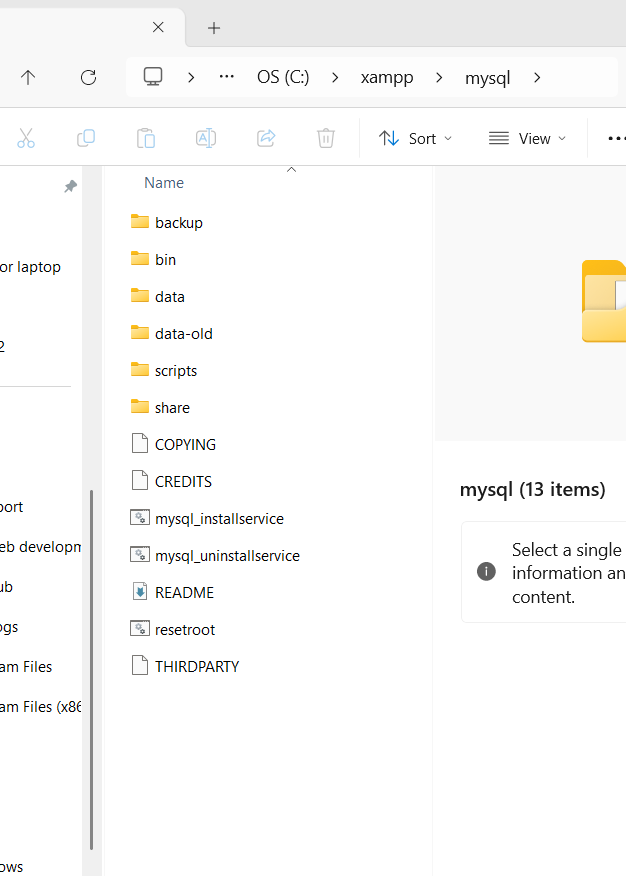 OS (C:)
xampp
mysql
Sort
View
Name
backup
bin
or laptop
data
data-old
2
scripts
share
COPYING
CREDITS
mysql (13 items)
port
mysql_installservice
Select a single
eb developm
mysql_uninstallservice
information an
ub
README
content.
ogs
resetroot
am Files
THIRDPARTY
am Files (x86
ows